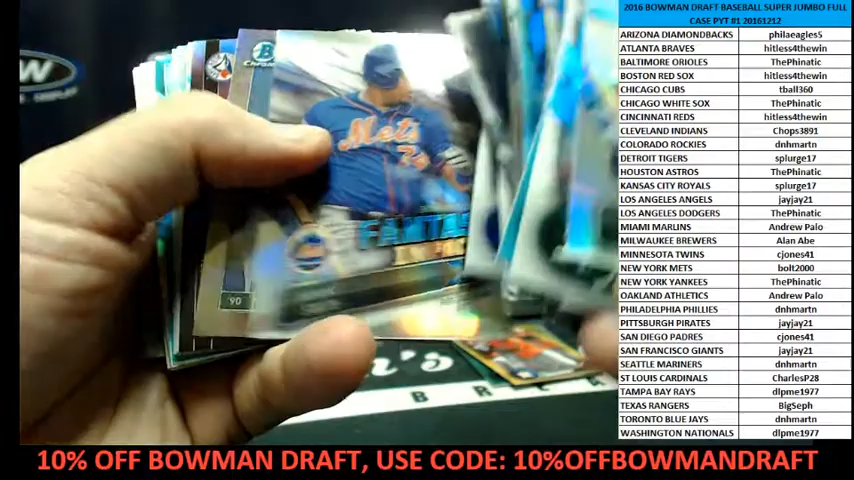 2016 BOWMAN DRAFT BASEBALL SUPER JUMBO FULL
CASE PYT #1 20161212
ARIZONA DIAMONDBACKS philaeagles5
ATLANTA BRAVES hitless4thewin
BALTIMORE ORIOLES ThePhinatic
BOSTON RED SOX hitless4thewin
CHICAGO CUBS tball360
CHICAGO WHITE SOX ThePhinatic
CINCINNATI REDS hitless4thewin
CLEVELAND INDIANS Chops3891
COLORADO ROCKIES dnhmartn
DETROIT TIGERS splurge17
HOUSTON ASTROS ThePhinatic
KANSAS CITY ROYALS splurge17
LOS ANGELES ANGELS jayjay21
LOS ANGELES DODGERS ThePhinatic
MIAMI MARLINS Andrew Palo
MILWAUKEE BREWERS Alan Abe
MINNESOTA TWINS cjones41
NEW YORK METS bolt2000
NEW YORK YANKEES ThePhinatic
OAKLAND ATHLETICS Andrew Palo
PHILADELPHIA PHILLIES dnhmartn
PITTSBURGH PIRATES jayjay21
SAN DIEGO PADRES cjones41
SAN FRANCISCO GIANTS jayjay21
SEATTLE MARINERS dnhmartn
ST LOUIS CARDINALS CharlesP28
TAMPA BAY RAYS dlpme1977
TEXAS RANGERS BigSeph
TORONTO BLUE JAYS dnhmartn
WASHINGTON NATIONALS dlpme1977
Chrome
Mets
10% OFF BOWMAN DRAFT, USE CODE: 10%OFFBOWMANDRAFT